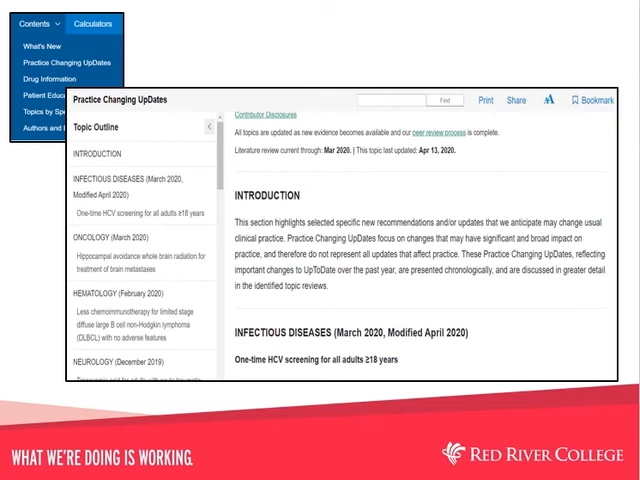 Contents Calculators
What's New
Practice Changing UpDates
Drug Information
Patient Educa
Topics by Spe
Authors and
Practice Changing UpDates
Find Print Share AA Bookmark
Topic Outline
INTRODUCTION
INFECTIOUS DISEASES (March 2020,
Modified April 2020)
One-time HCV screening for all adults ≥18 years
ONCOLOGY (March 2020)
Hippocampal avoidance whole brain radiation for
treatment of brain metastases
HEMATOLOGY (February 2020)
Less chemoimmunotherapy for limited stage
diffuse large B cell non-Hodgkin lymphoma
(DLBCL) with no adverse features
NEUROLOGY (December 2019)
Contributor Disclosures
All topics are updated as new evidence becomes available and our peer review process is complete.
Literature review current through: Mar 2020. | This topic last updated: Apr 13, 2020.
INTRODUCTION
This section highlights selected specific new recommendations and/or updates that we anticipate may change usual
clinical practice. Practice Changing UpDates focus on changes that may have significant and broad impact on
practice, and therefore do not represent all updates that affect practice. These Practice Changing UpDates, reflecting
important changes to UpToDate over the past year, are presented chronologically, and are discussed in greater detail
in the identified topic reviews.
INFECTIOUS DISEASES (March 2020, Modified April 2020)
One-time HCV screening for all adults ≥18 years
WHAT WE'RE DOING IS WORKING.
RED RIVER COLLEGE